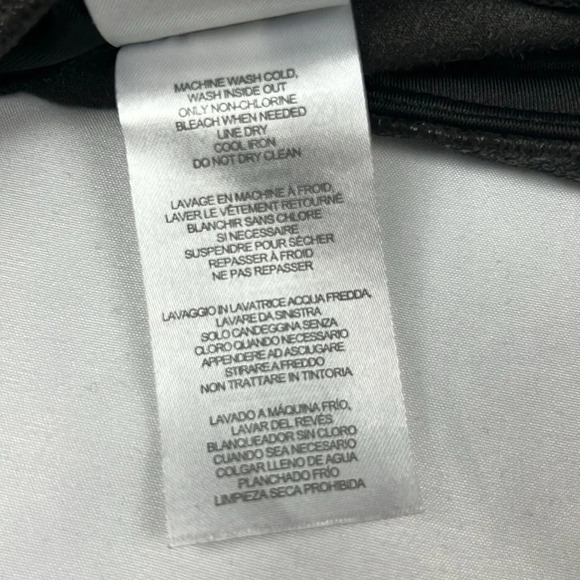 MACHINE WASH COLD,
WASH INSIDE OUT
ONLY NON-CHLORINE
BLEACH WHEN NEEDED
LINE DRY
COOL IRON
DO NOT DRY CLEAN
LAVAGE EN MACHINE À FROID,
LAVER LE VÊTEMENT RETOURNÉ
BLANCHIR SANS CHLORE
SI NECESSAIRE
SUSPENDRE POUR SÉCHER
REPASSER À FROID
NE PAS REPASSER
LAVAGGIO IN LAVATRICE ACQUA FREDDA,
LAVARE DA SINISTRA
SOLO CANDEGGINA SENZA
CLORO QUANDO NECESSARIO
APPENDERE AD ASCIUGARE
STIRARE A FREDDO
NON TRATTARE IN TINTORIA
LAVADO A MÁQUINA FRÍO,
LAVAR DEL REVÉS
BLANQUEADOR SIN CLORO
CUANDO SEA NECESARIO
COLGAR LLENO DE AGUA
PLANCHADO FRÍO
LIMPIEZA SECA PROHIBIDA